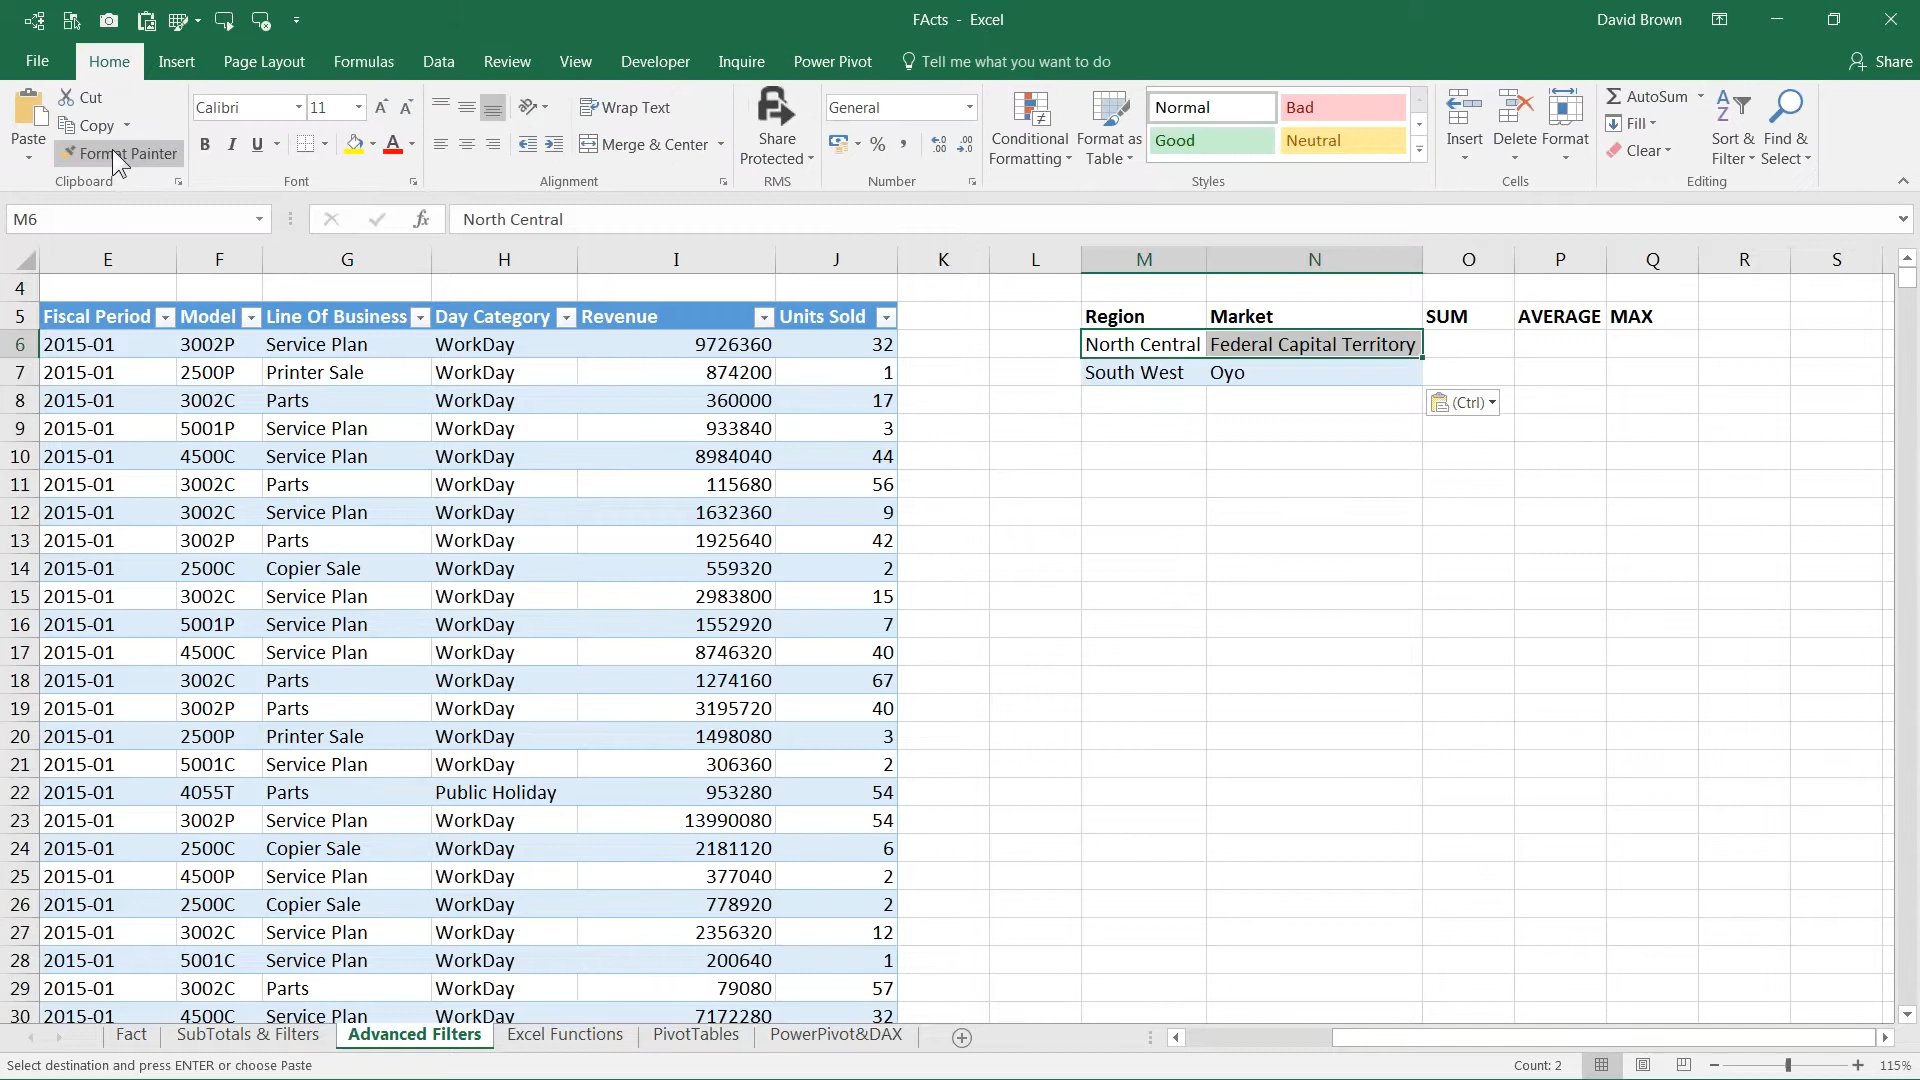 FActs - Excel
David Brown
File Home Insert Page Layout Formulas Data Review View Developer Inquire Power Pivot Tell me what you want to do Share
Paste
Cut
Copy
Format Painter
Clipboard
Calibri 11
B I U
Font
Wrap Text
Merge & Center
Alignment
Share
Protected
RMS
General
%
Number
Conditional
Formatting
Format as
Table
Normal Bad
Good Neutral
Styles
Insert Delete Format
Cells
AutoSum
Fill
Clear
Sort &
Filter
Find &
Select
Editing
M6 fx North Central
E F G H I J K L M N O P Q R S
4
5 Fiscal Period Model Line Of Business Day Category Revenue Units Sold Region Market SUM AVERAGE MAX
6 2015-01 3002P Service Plan WorkDay 9726360 32 North Central Federal Capital Territory
7 2015-01 2500P Printer Sale WorkDay 874200 1 South West Oyo
8 2015-01 3002C Parts WorkDay 360000 17 (Ctrl)
9 2015-01 5001P Service Plan WorkDay 933840 3
10 2015-01 4500C Service Plan WorkDay 8984040 44
11 2015-01 3002C Parts WorkDay 115680 56
12 2015-01 3002C Service Plan WorkDay 1632360 9
13 2015-01 3002P Parts WorkDay 1925640 42
14 2015-01 2500C Copier Sale WorkDay 559320 2
15 2015-01 3002C Service Plan WorkDay 2983800 15
16 2015-01 5001P Service Plan WorkDay 1552920 7
17 2015-01 4500C Service Plan WorkDay 8746320 40
18 2015-01 3002C Parts WorkDay 1274160 67
19 2015-01 3002P Parts WorkDay 3195720 40
20 2015-01 2500P Printer Sale WorkDay 1498080 3
21 2015-01 5001C Service Plan WorkDay 306360 2
22 2015-01 4055T Parts Public Holiday 953280 54
23 2015-01 3002P Service Plan WorkDay 13990080 54
24 2015-01 2500C Copier Sale WorkDay 2181120 6
25 2015-01 4500P Service Plan WorkDay 377040 2
26 2015-01 2500C Copier Sale WorkDay 778920 2
27 2015-01 3002C Service Plan WorkDay 2356320 12
28 2015-01 5001C Service Plan WorkDay 200640 1
29 2015-01 3002C Parts WorkDay 79080 57
30 2015-01 4500C Service Plan WorkDay 7172280 32
Fact SubTotals & Filters Advanced Filters Excel Functions PivotTables PowerPivot&DAX
Select destination and press ENTER or choose Paste Count: 2 115%